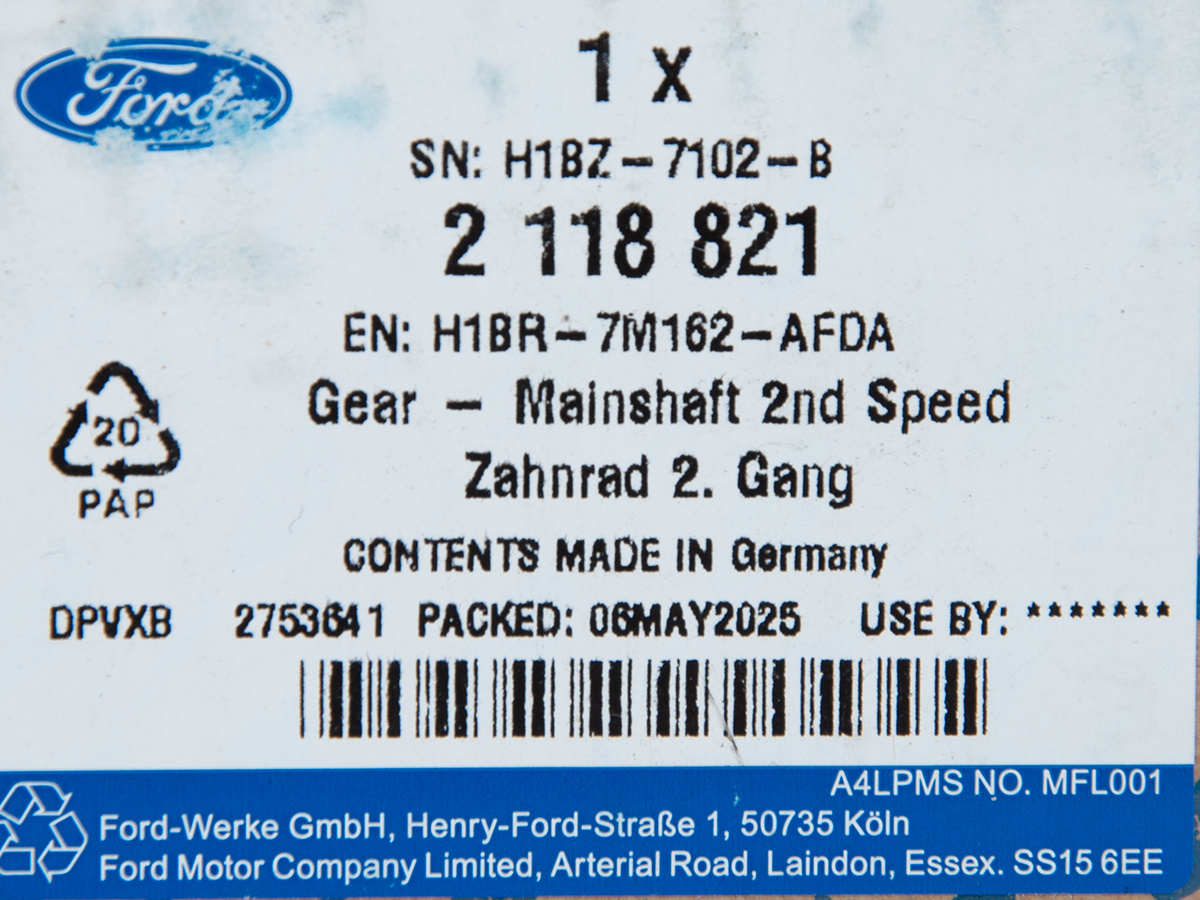 Ford
1 x
SN: H1BZ-7102-B
2 118 821
EN: H1BR-7M162-AFDA
Gear - Mainshaft 2nd Speed
Zahnrad 2. Gang
20
PAP
CONTENTS MADE IN Germany
DPVXB 2753641 PACKED: 06MAY2025 USE BY: *******
A4LPMS NO. MFL001
Ford-Werke GmbH, Henry-Ford-Straße 1, 50735 Köln
Ford Motor Company Limited, Arterial Road, Laindon, Essex. SS15 6EE